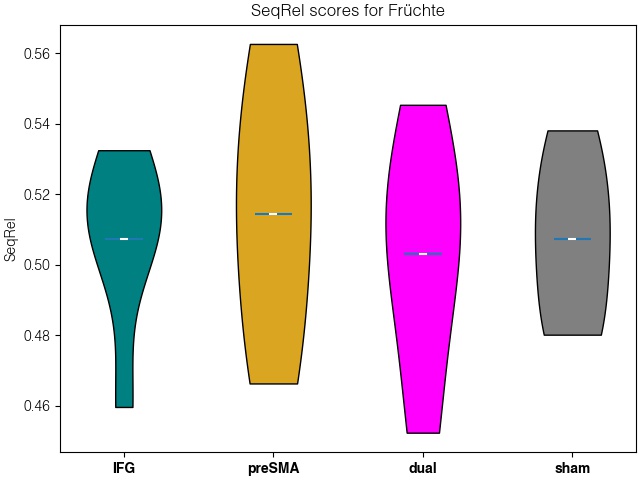 SeqRel scores for Früchte
SeqRel
0.56
0.54
0.52
0.50
0.48
0.46
IFG
preSMA
dual
sham